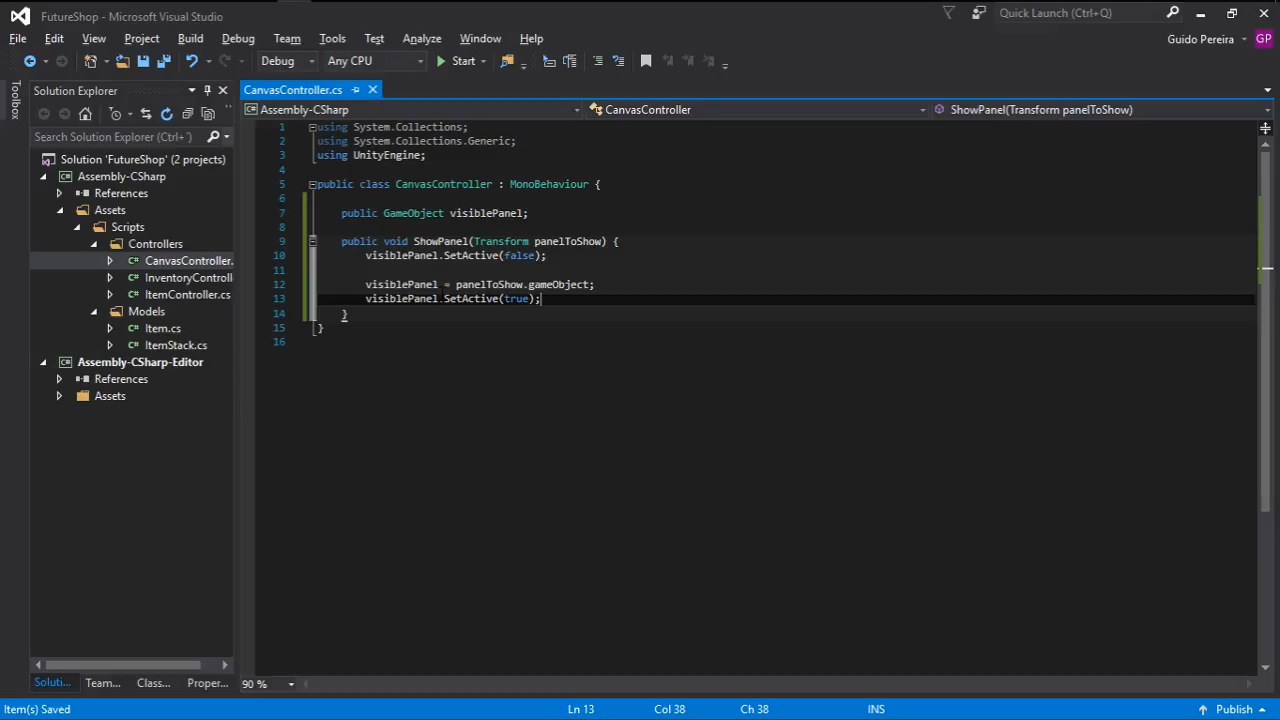 FutureShop - Microsoft Visual Studio
Quick Launch (Ctrl+Q)
File Edit View Project Build Debug Team Tools Test Analyze Window Help
Guido Pereira GP
Debug Any CPU Start
Toolbox
Solution Explorer
Search Solution Explorer (Ctrl+')
Solution 'FutureShop' (2 projects)
Assembly-CSharp
References
Assets
Scripts
Controllers
CanvasController.
InventoryControll
ItemController.cs
Models
Item.cs
ItemStack.cs
Assembly-CSharp-Editor
References
Assets
Soluti... Team... Class... Proper...
CanvasController.cs
Assembly-CSharp CanvasController ShowPanel(Transform panelToShow)
1 using System.Collections;
2 using System.Collections.Generic;
3 using UnityEngine;
4
5 public class CanvasController : MonoBehaviour {
6
7 public GameObject visiblePanel;
8
9 public void ShowPanel(Transform panelToShow) {
10 visiblePanel.SetActive(false);
11
12 visiblePanel = panelToShow.gameObject;
13 visiblePanel.SetActive(true);
14 }
15 }
16
90 %
Item(s) Saved Ln 13 Col 38 Ch 38 INS Publish